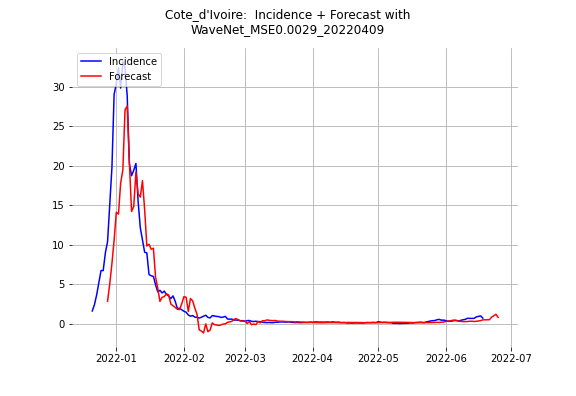 Cote_d'Ivoire:  Incidence + Forecast with
WaveNet_MSE0.0029_20220409
Incidence
Forecast
30
25
20
15
10
5
0
2022-01 2022-02 2022-03 2022-04 2022-05 2022-06 2022-07